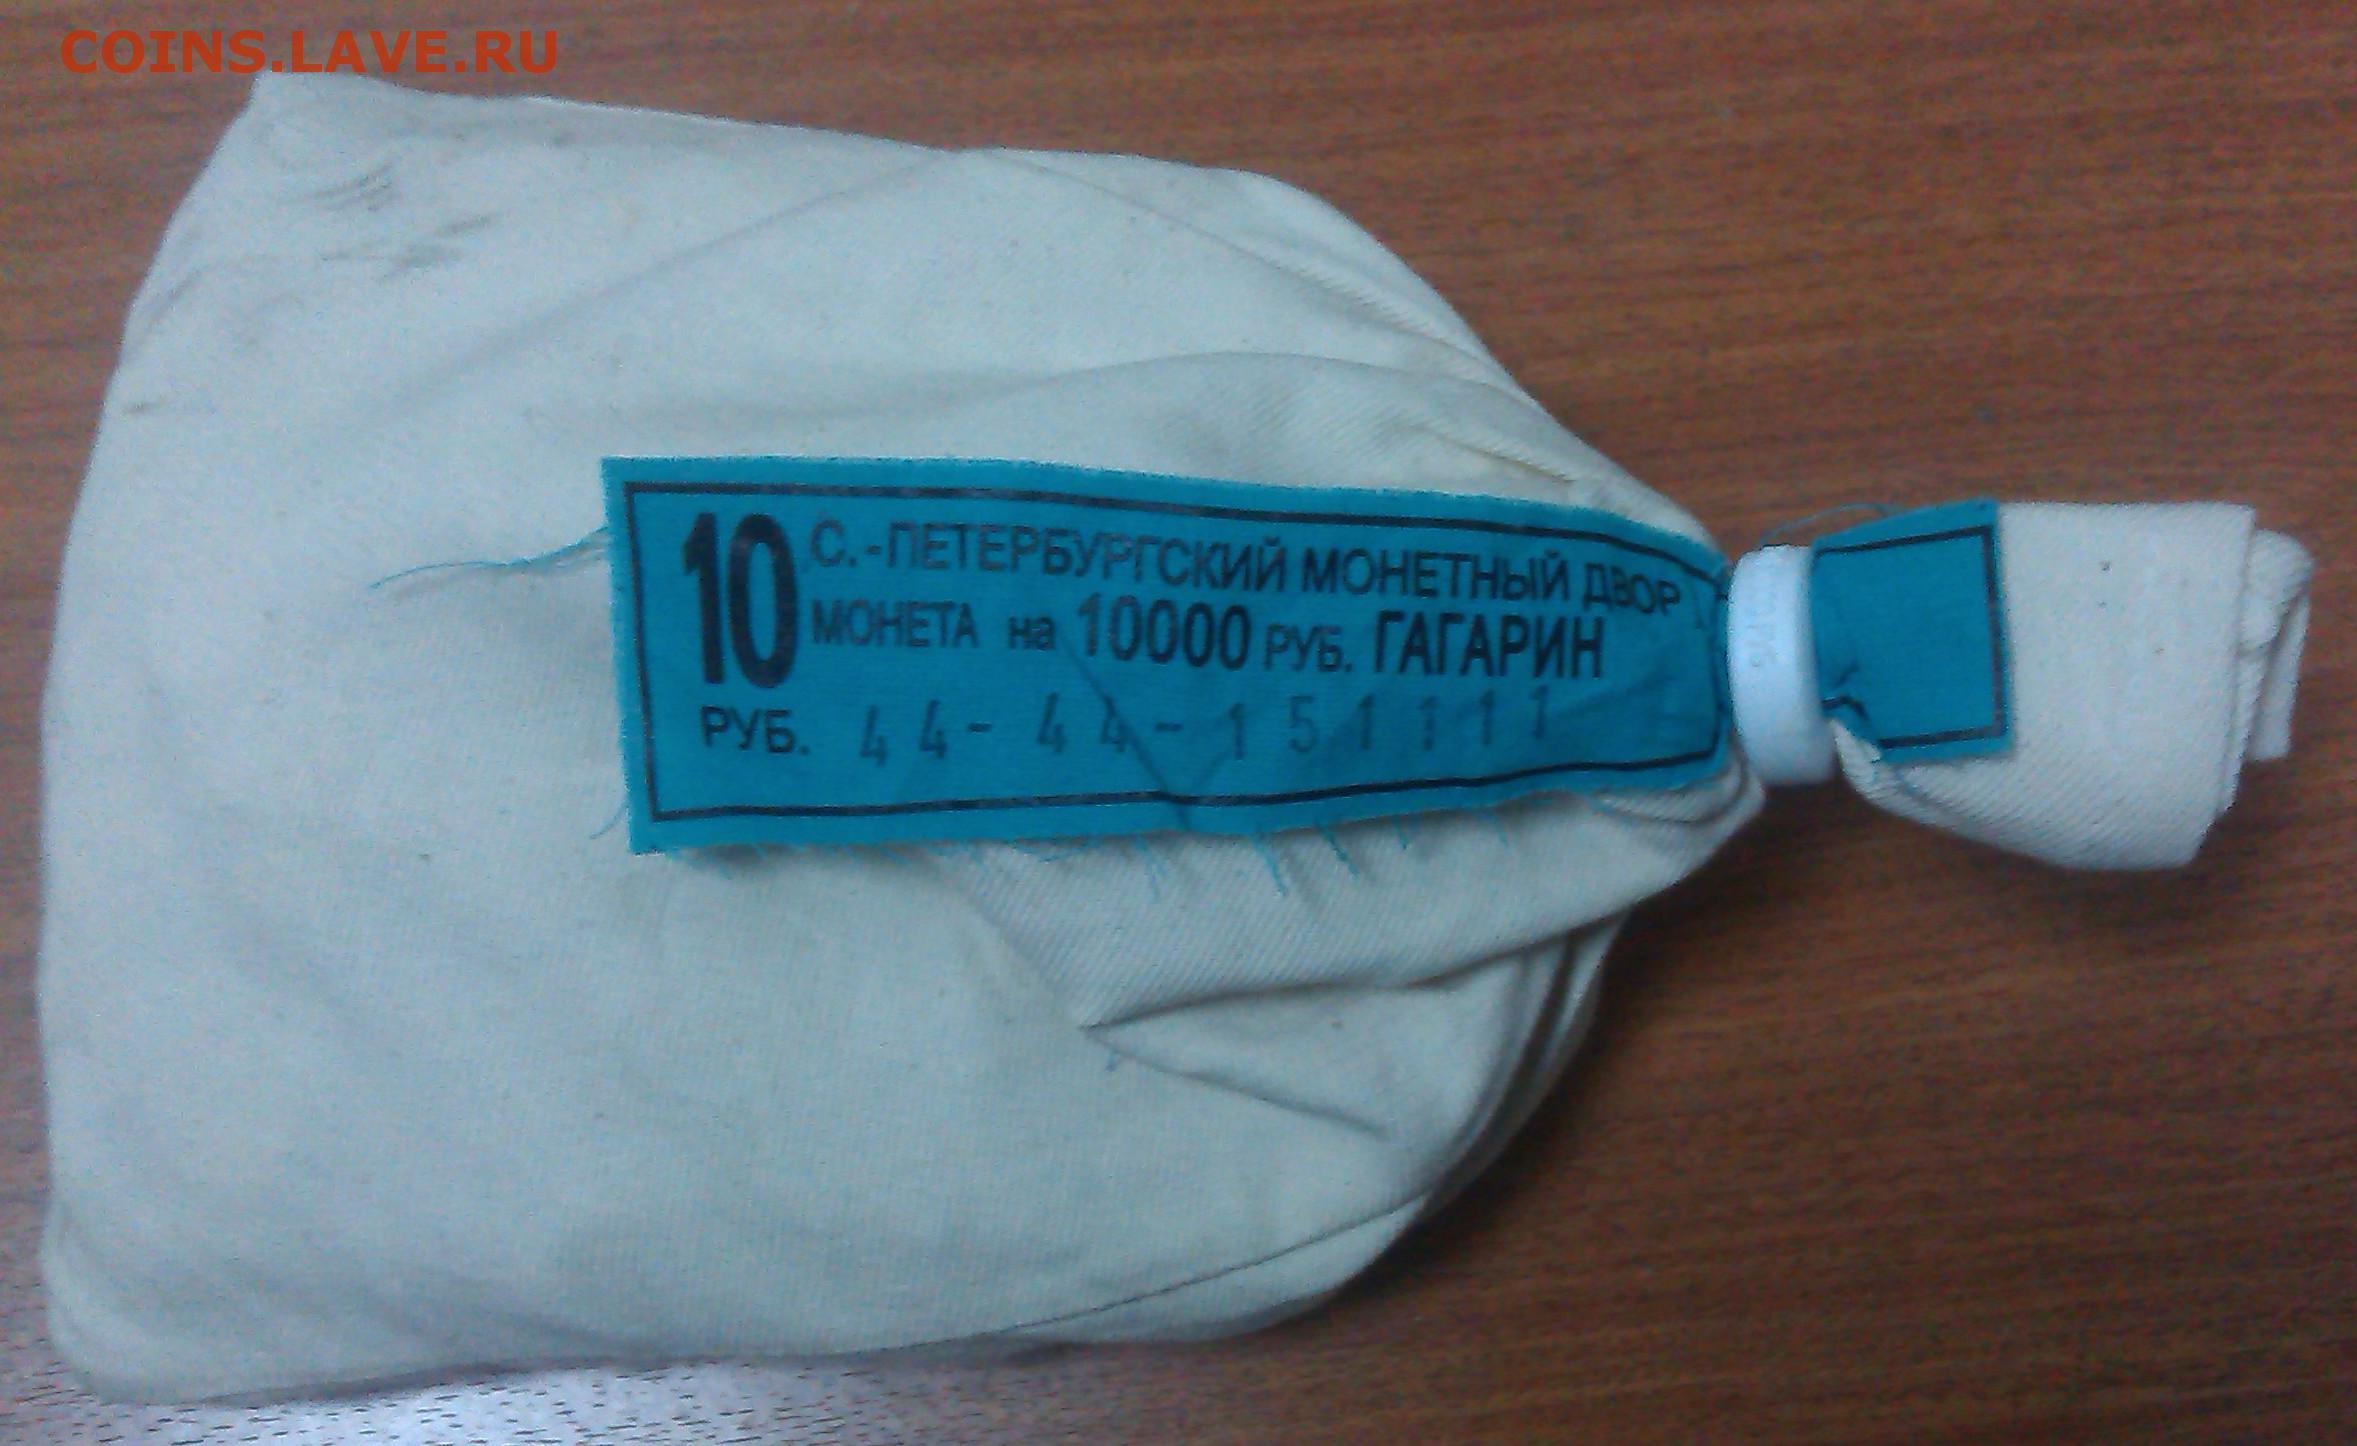 COINS.LAVE.RU
10 С.-ПЕТЕРБУРГСКИЙ МОНЕТНЫЙ ДВОР
МОНЕТА на 10000 РУБ. ГАГАРИН
РУБ. 44-44-151111